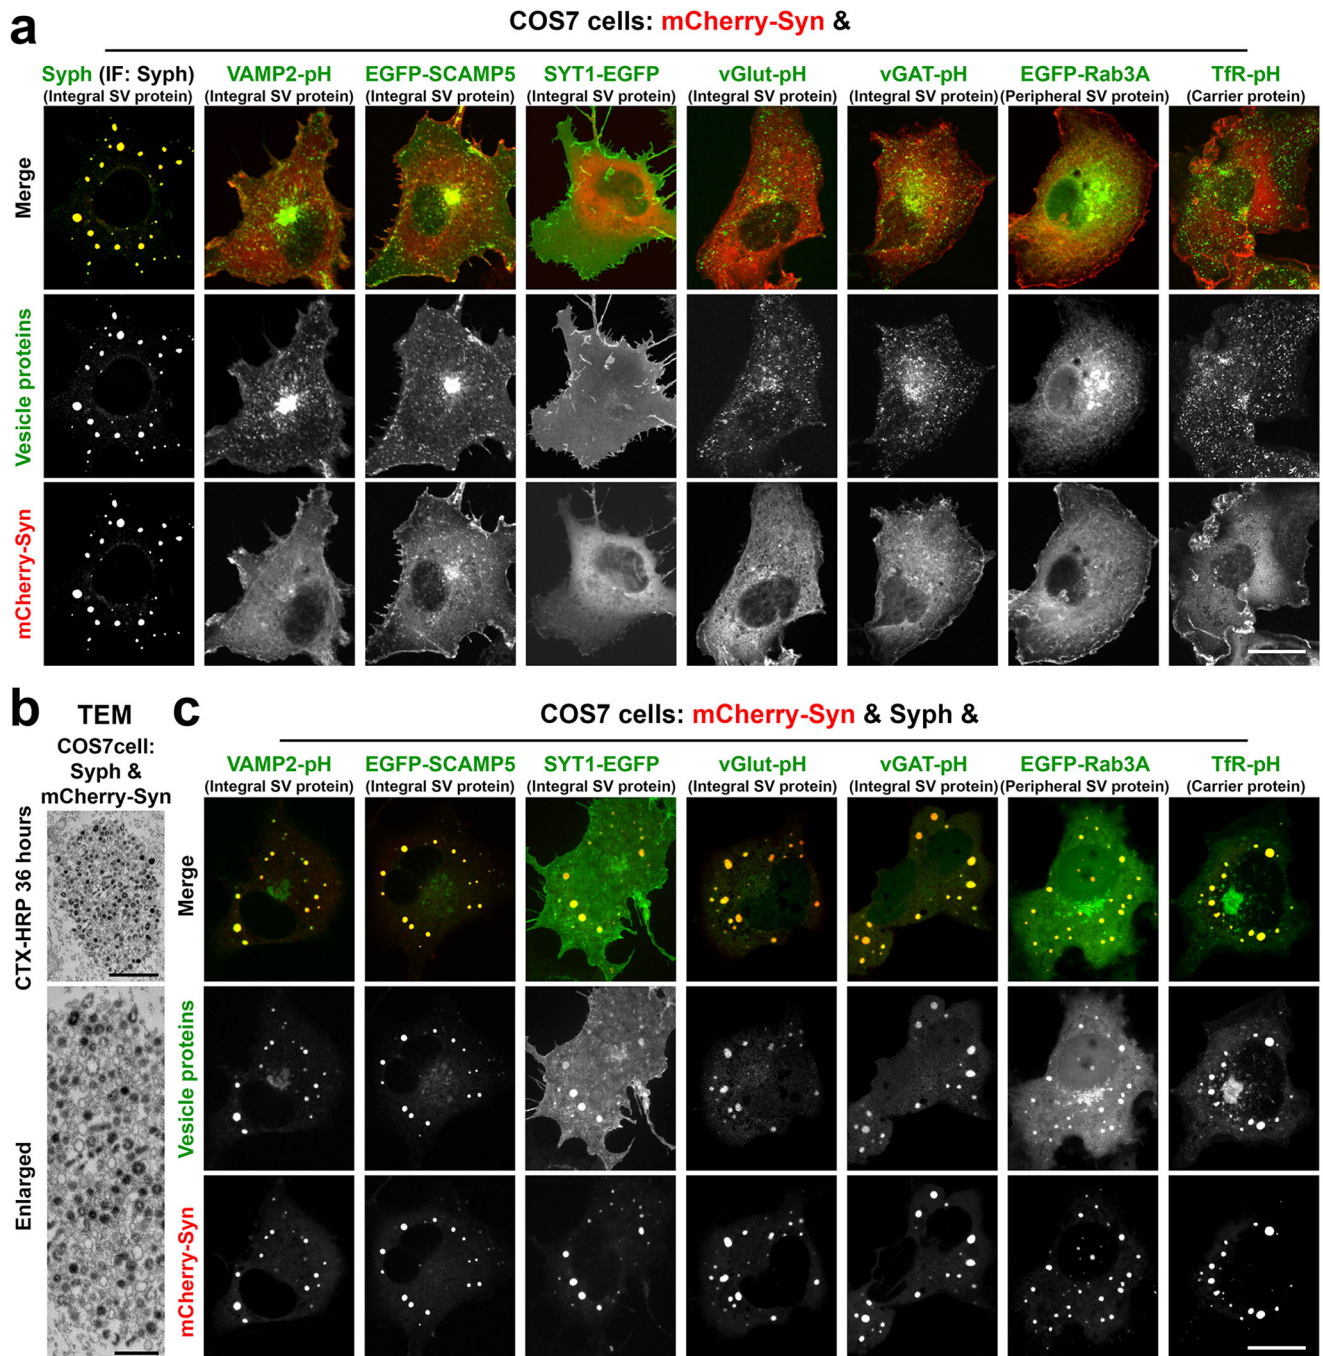 a
COS7 cells: mCherry-Syn &
Syph (IF: Syph)
(Integral SV protein)
VAMP2-pH
(Integral SV protein)
EGFP-SCAMP5
(Integral SV protein)
SYT1-EGFP
(Integral SV protein)
vGlut-pH
(Integral SV protein)
vGAT-pH
(Integral SV protein)
EGFP-Rab3A
(Peripheral SV protein)
TfR-pH
(Carrier protein)
Merge
Vesicle proteins
mCherry-Syn
b
TEM
COS7cell:
Syph &
mCherry-Syn
CTX-HRP 36 hours
Enlarged
c
COS7 cells: mCherry-Syn & Syph &
VAMP2-pH
(Integral SV protein)
EGFP-SCAMP5
(Integral SV protein)
SYT1-EGFP
(Integral SV protein)
vGlut-pH
(Integral SV protein)
vGAT-pH
(Integral SV protein)
EGFP-Rab3A
(Peripheral SV protein)
TfR-pH
(Carrier protein)
Merge
Vesicle proteins
mCherry-Syn